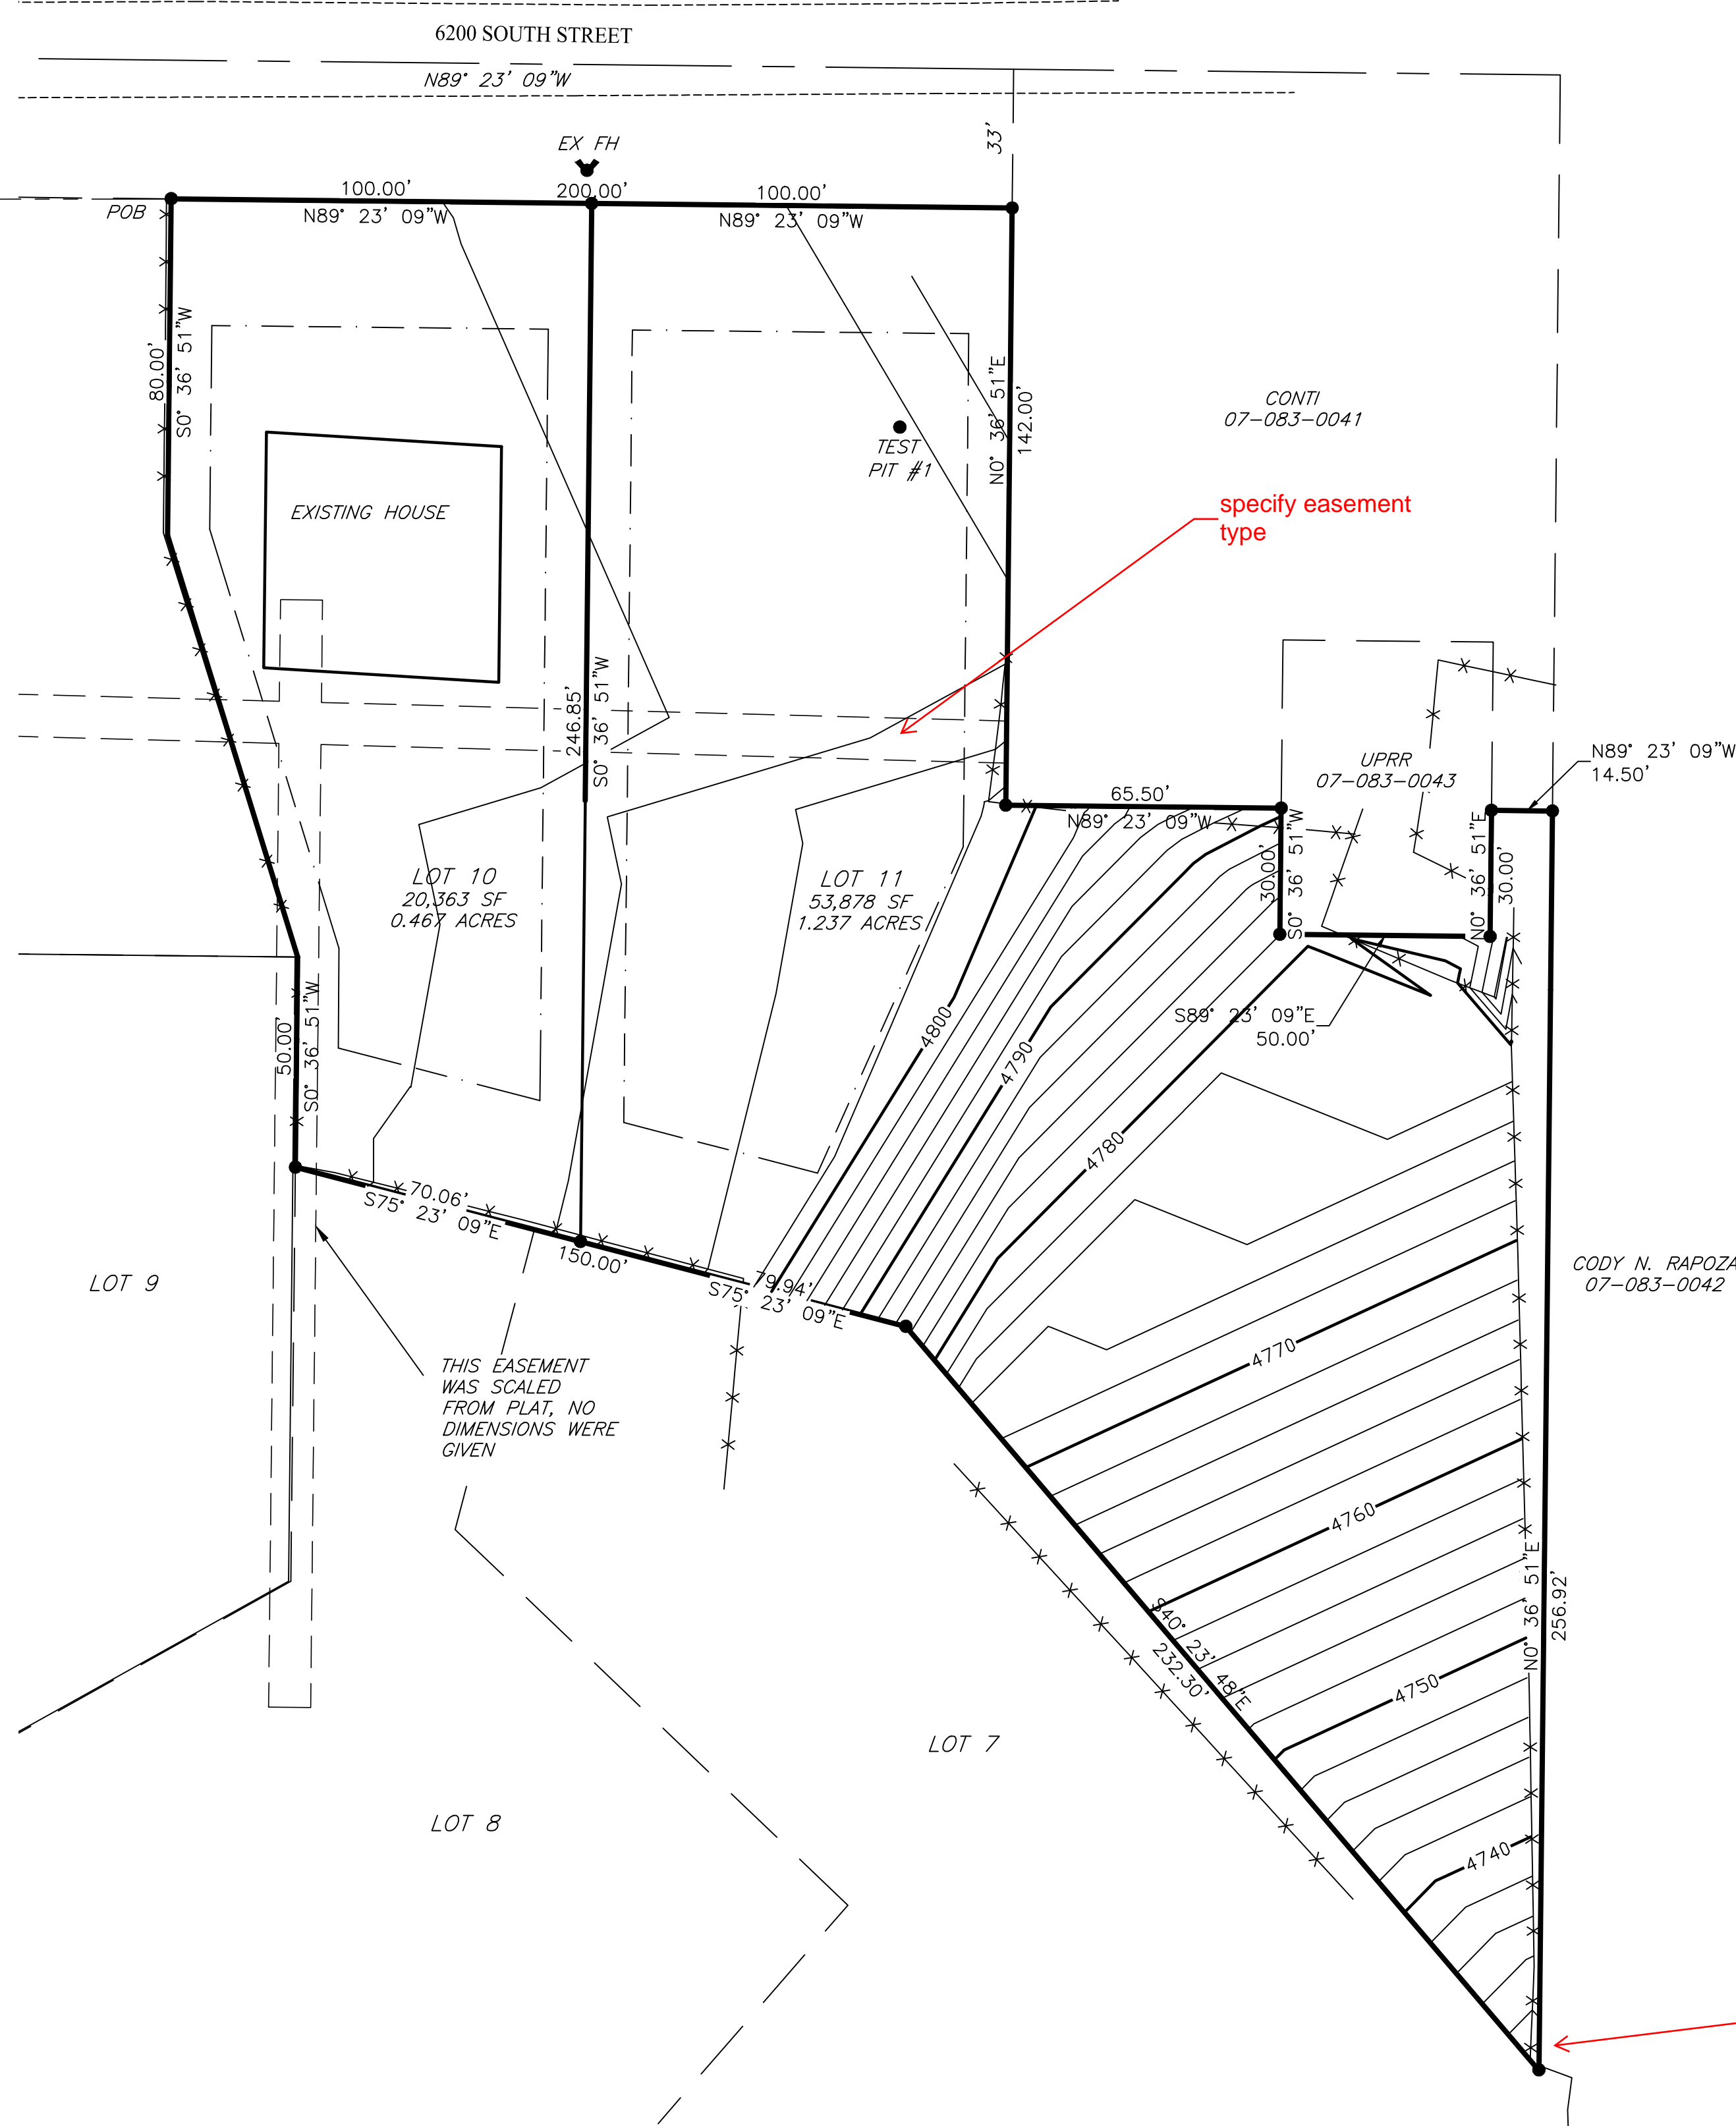 6200 SOUTH STREET
N89° 23' 09"W
33'
EX FH
100.00'
200.00'
100.00'
POB
N89° 23' 09"W
N89° 23' 09"W
80.00'
S0° 36' 51"W
N0° 36' 51"E
142.00'
CONTI
07-083-0041
TEST
PIT #1
EXISTING HOUSE
specify easement
type
246.85'
S0° 36' 51"W
UPRR
07-083-0043
N89° 23' 09"W
14.50'
65.50'
N89° 23' 09"W
30.00'
S0° 36' 51"W
N0° 36' 51"E
30.00'
LOT 10
20,363 SF
0.467 ACRES
LOT 11
53,878 SF
1.237 ACRES
S89° 23' 09"E
50.00'
50.00'
S0° 36' 51"W
4800
4790
4780
70.06'
S75° 23' 09"E
150.00'
79.94'
S75° 23' 09"E
LOT 9
CODY N. RAPOZA
07-083-0042
THIS EASEMENT
WAS SCALED
FROM PLAT, NO
DIMENSIONS WERE
GIVEN
4770
4760
N0° 36' 51"E
256.92'
S40° 23' 48"E
232.30'
4750
LOT 7
LOT 8
4740